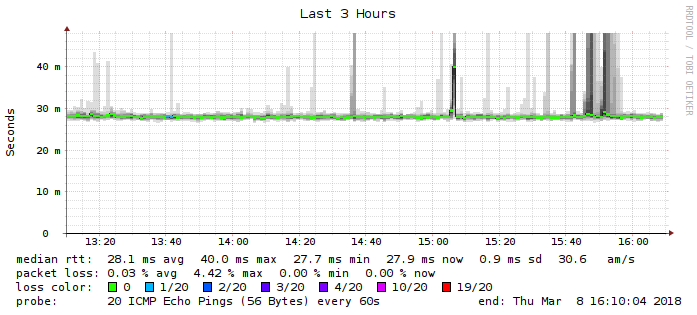 Last 3 Hours
RRDTOOL / TOBI OETIKER
Seconds
40 m
30 m
20 m
10 m
0
13:20 13:40 14:00 14:20 14:40 15:00 15:20 15:40 16:00
median rtt: 28.1 ms avg 40.0 ms max 27.7 ms min 27.9 ms now 0.9 ms sd 30.6 am/s
packet loss: 0.03 % avg 4.42 % max 0.00 % min 0.00 % now
loss color: 0 1/20 2/20 3/20 4/20 10/20 19/20
probe: 20 ICMP Echo Pings (56 Bytes) every 60s end: Thu Mar 8 16:10:04 2018